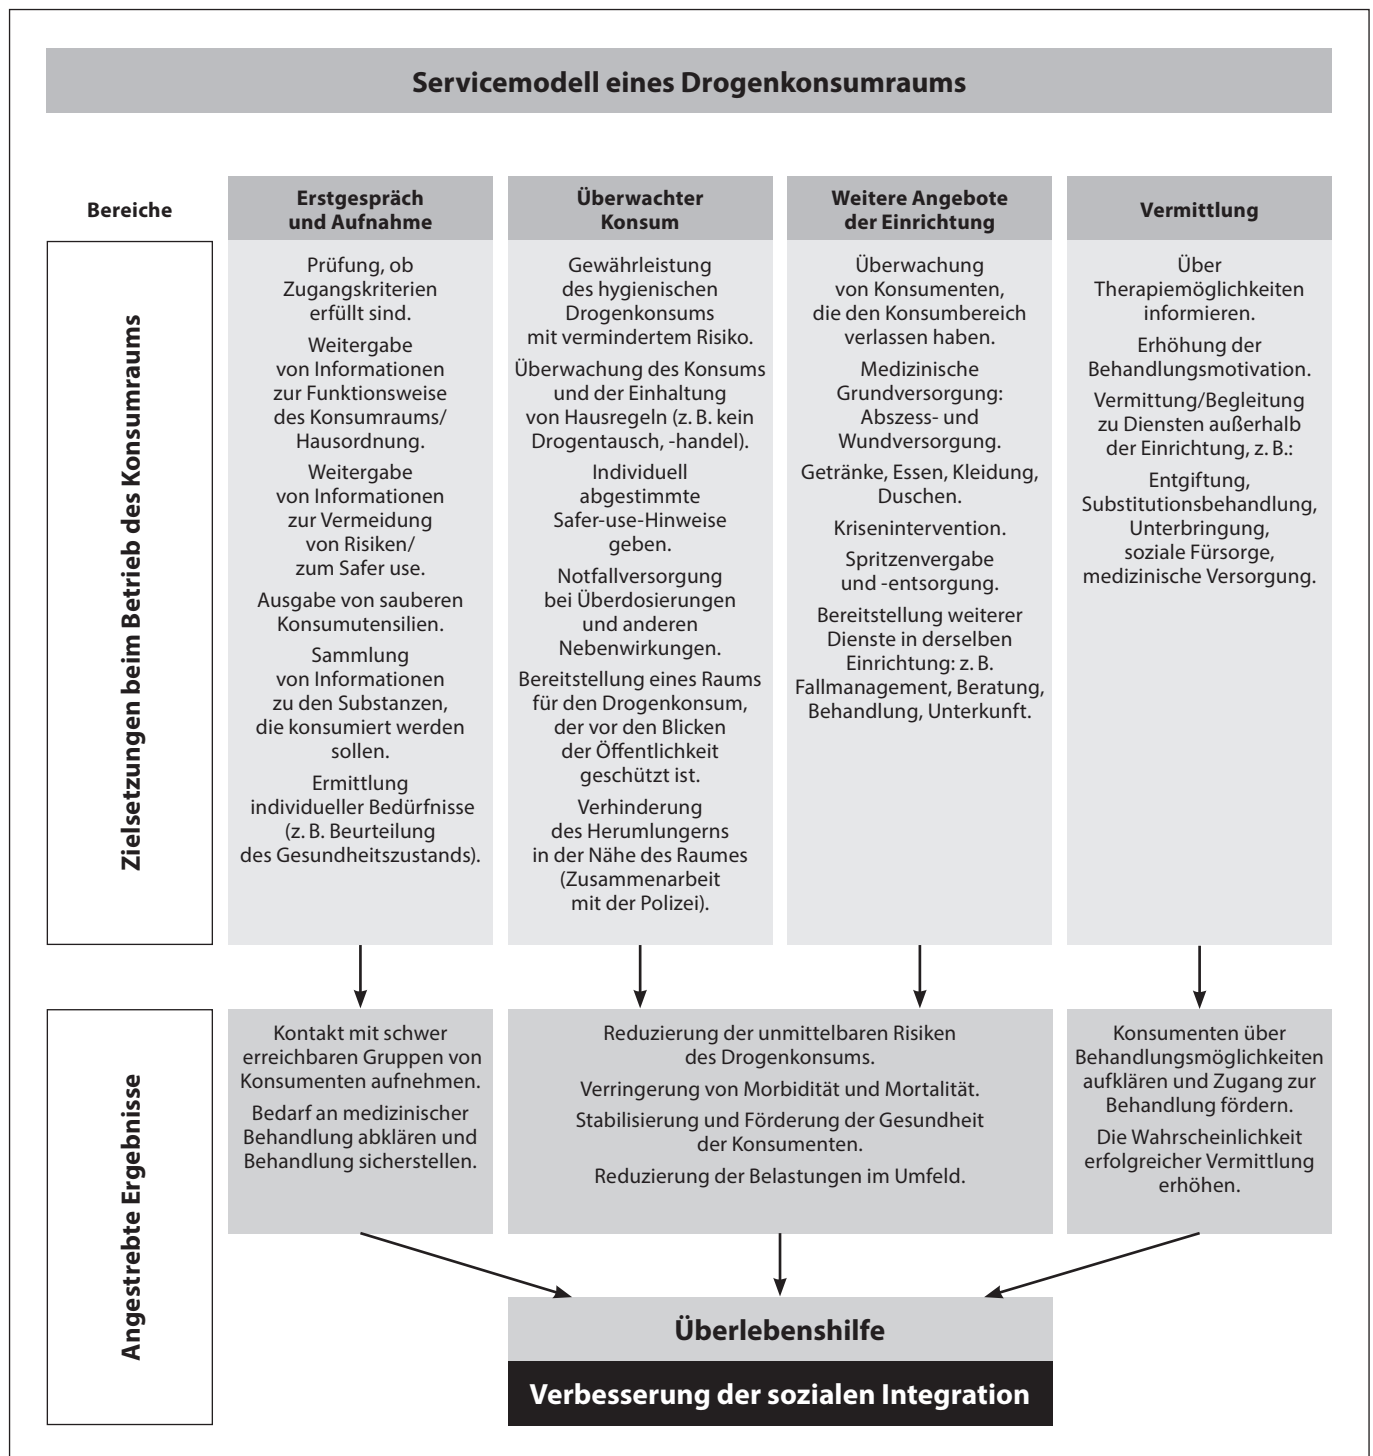 Servicemodell eines Drogenkonsumraums
Bereiche
Erstgespräch
und Aufnahme
Überwachter
Konsum
Weitere Angebote
der Einrichtung
Vermittlung
Zielsetzungen beim Betrieb des Konsumraums
Prüfung, ob
Zugangskriterien
erfüllt sind.
Weitergabe
von Informationen
zur Funktionsweise
des Konsumraums/
Hausordnung.
Weitergabe
von Informationen
zur Vermeidung
von Risiken/
zum Safer use.
Ausgabe von sauberen
Konsumutensilien.
Sammlung
von Informationen
zu den Substanzen,
die konsumiert werden
sollen.
Ermittlung
individueller Bedürfnisse
(z. B. Beurteilung
des Gesundheitszustands).
Gewährleistung
des hygienischen
Drogenkonsums
mit vermindertem Risiko.
Überwachung des Konsums
und der Einhaltung
von Hausregeln (z. B. kein
Drogentausch, -handel).
Individuell
abgestimmte
Safer-use-Hinweise
geben.
Notfallversorgung
bei Überdosierungen
und anderen
Nebenwirkungen.
Bereitstellung eines Raums
für den Drogenkonsum,
der vor den Blicken
der Öffentlichkeit
geschützt ist.
Verhinderung
des Herumlungerns
in der Nähe des Raumes
(Zusammenarbeit
mit der Polizei).
Überwachung
von Konsumenten,
die den Konsumbereich
verlassen haben.
Medizinische
Grundversorgung:
Abszess- und
Wundversorgung.
Getränke, Essen, Kleidung,
Duschen.
Krisenintervention.
Spritzenvergabe
und -entsorgung.
Bereitstellung weiterer
Dienste in derselben
Einrichtung: z. B.
Fallmanagement, Beratung,
Behandlung, Unterkunft.
Über
Therapiemöglichkeiten
informieren.
Erhöhung der
Behandlungsmotivation.
Vermittung/Begleitung
zu Diensten außerhalb
der Einrichtung, z. B.:
Entgiftung,
Substitutionsbehandlung,
Unterbringung,
soziale Fürsorge,
medizinische Versorgung.
Angestrebte Ergebnisse
Kontakt mit schwer
erreichbaren Gruppen von
Konsumenten aufnehmen.
Bedarf an medizinischer
Behandlung abklären und
Behandlung sicherstellen.
Reduzierung der unmittelbaren Risiken
des Drogenkonsums.
Verringerung von Morbidität und Mortalität.
Stabilisierung und Förderung der Gesundheit
der Konsumenten.
Reduzierung der Belastungen im Umfeld.
Konsumenten über
Behandlungsmöglichkeiten
aufklären und Zugang zur
Behandlung fördern.
Die Wahrscheinlichkeit
erfolgreicher Vermittlung
erhöhen.
Überlebenshilfe
Verbesserung der sozialen Integration